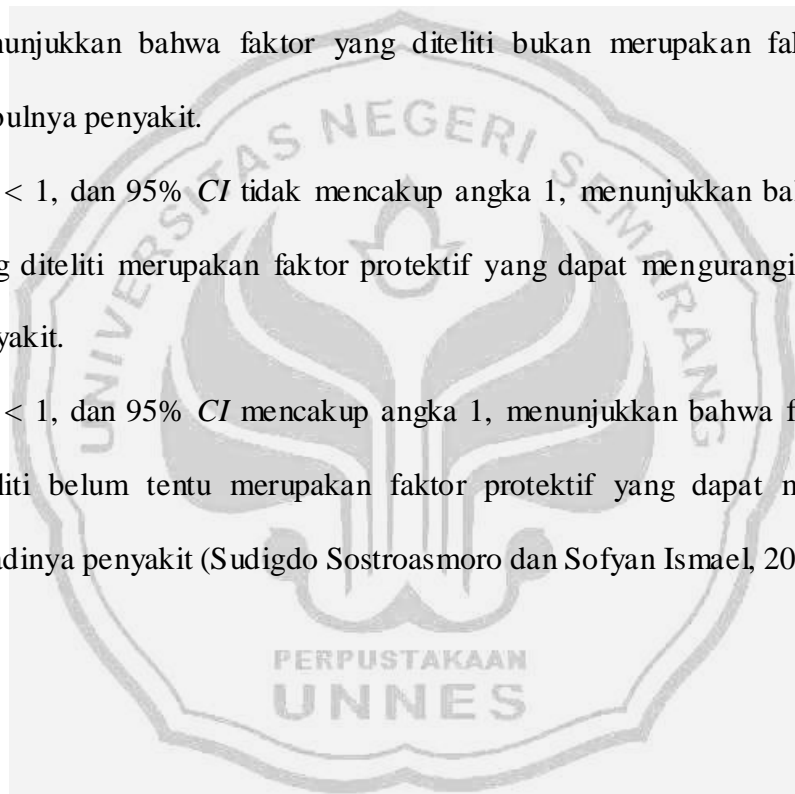 nunjukkan bahwa faktor yang diteliti bukan merupakan fal
bulnya penyakit.
< 1, dan 95% CI tidak mencakup angka 1, menunjukkan bal
g diteliti merupakan faktor protektif yang dapat mengurangi
yakit.
< 1, dan 95% CI mencakup angka 1, menunjukkan bahwa f
liti belum tentu merupakan faktor protektif yang dapat n
adinya penyakit (Sudigdo Sostroasmoro dan Sofyan Ismael, 20
UNIVERSITAS NEGERI SEMARANG
PERPUSTAKAAN
UNNES